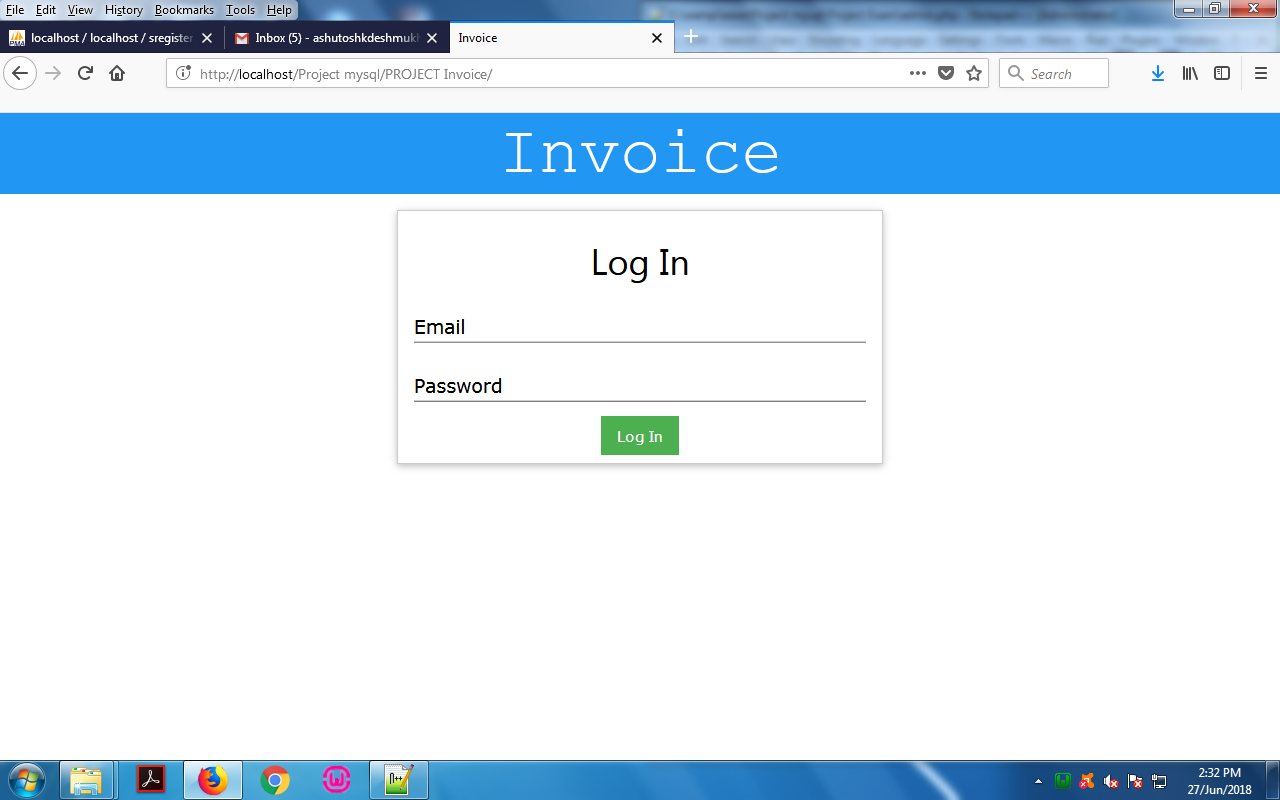 File Edit View History Bookmarks Tools Help
localhost / localhost / sregister
Inbox (5) - ashutoshkdeshmukh
Invoice
http://localhost/Project mysql/PROJECT Invoice/
Search
Invoice
Log In
Email
Password
Log In
2:32 PM
27/Jun/2018